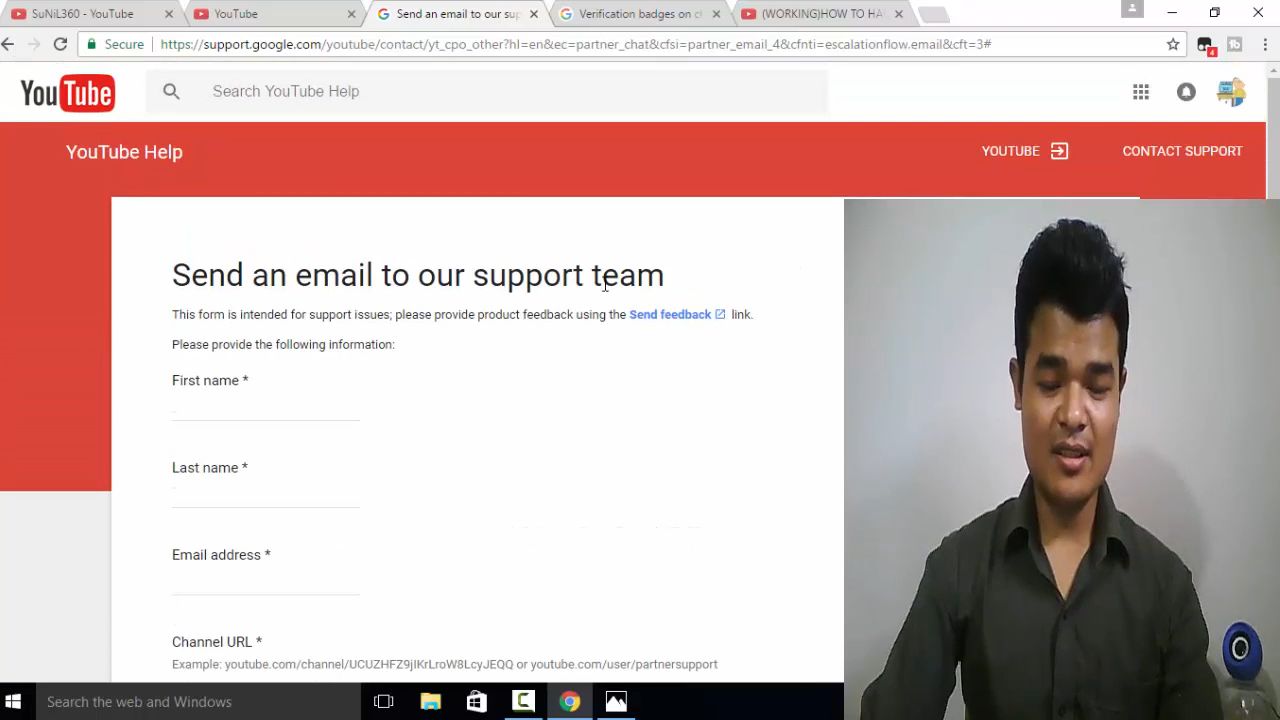 SuNiL360 - YouTube
YouTube
Send an email to our sup
Verification badges on c
(WORKING)HOW TO HA
Secure
https://support.google.com/youtube/contact/yt_cpo_other?hl=en&ec=partner_chat&cfsi=partner_email_4&cfnti=escalationflow.email&cft=3#
4
YouTube
Search YouTube Help
YouTube Help
YOUTUBE
CONTACT SUPPORT
Send an email to our support team
This form is intended for support issues; please provide product feedback using the Send feedback link.
Please provide the following information:
First name *
Last name *
Email address *
Channel URL *
Example: youtube.com/channel/UCUZHFZ9jIKrLroW8LcyJEQQ or youtube.com/user/partnersupport
Search the web and Windows